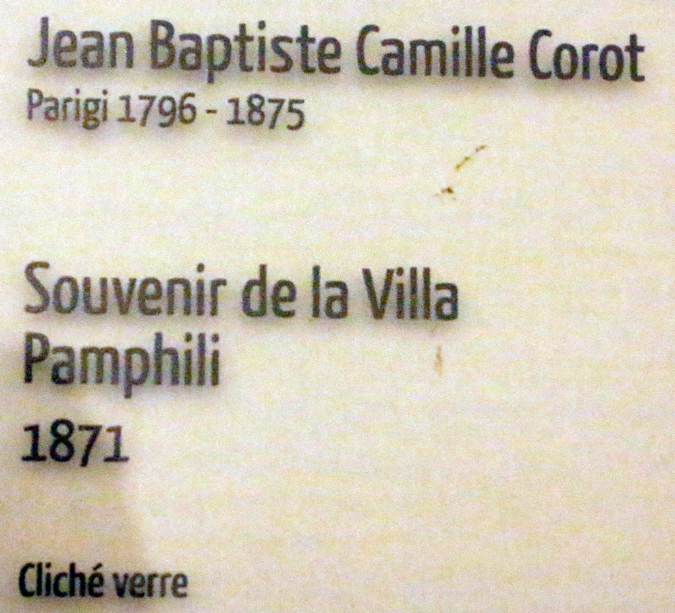 Jean Baptiste Camille Corot
Parigi 1796 - 1875
Souvenir de la Villa
Pamphili
1871
Cliché verre